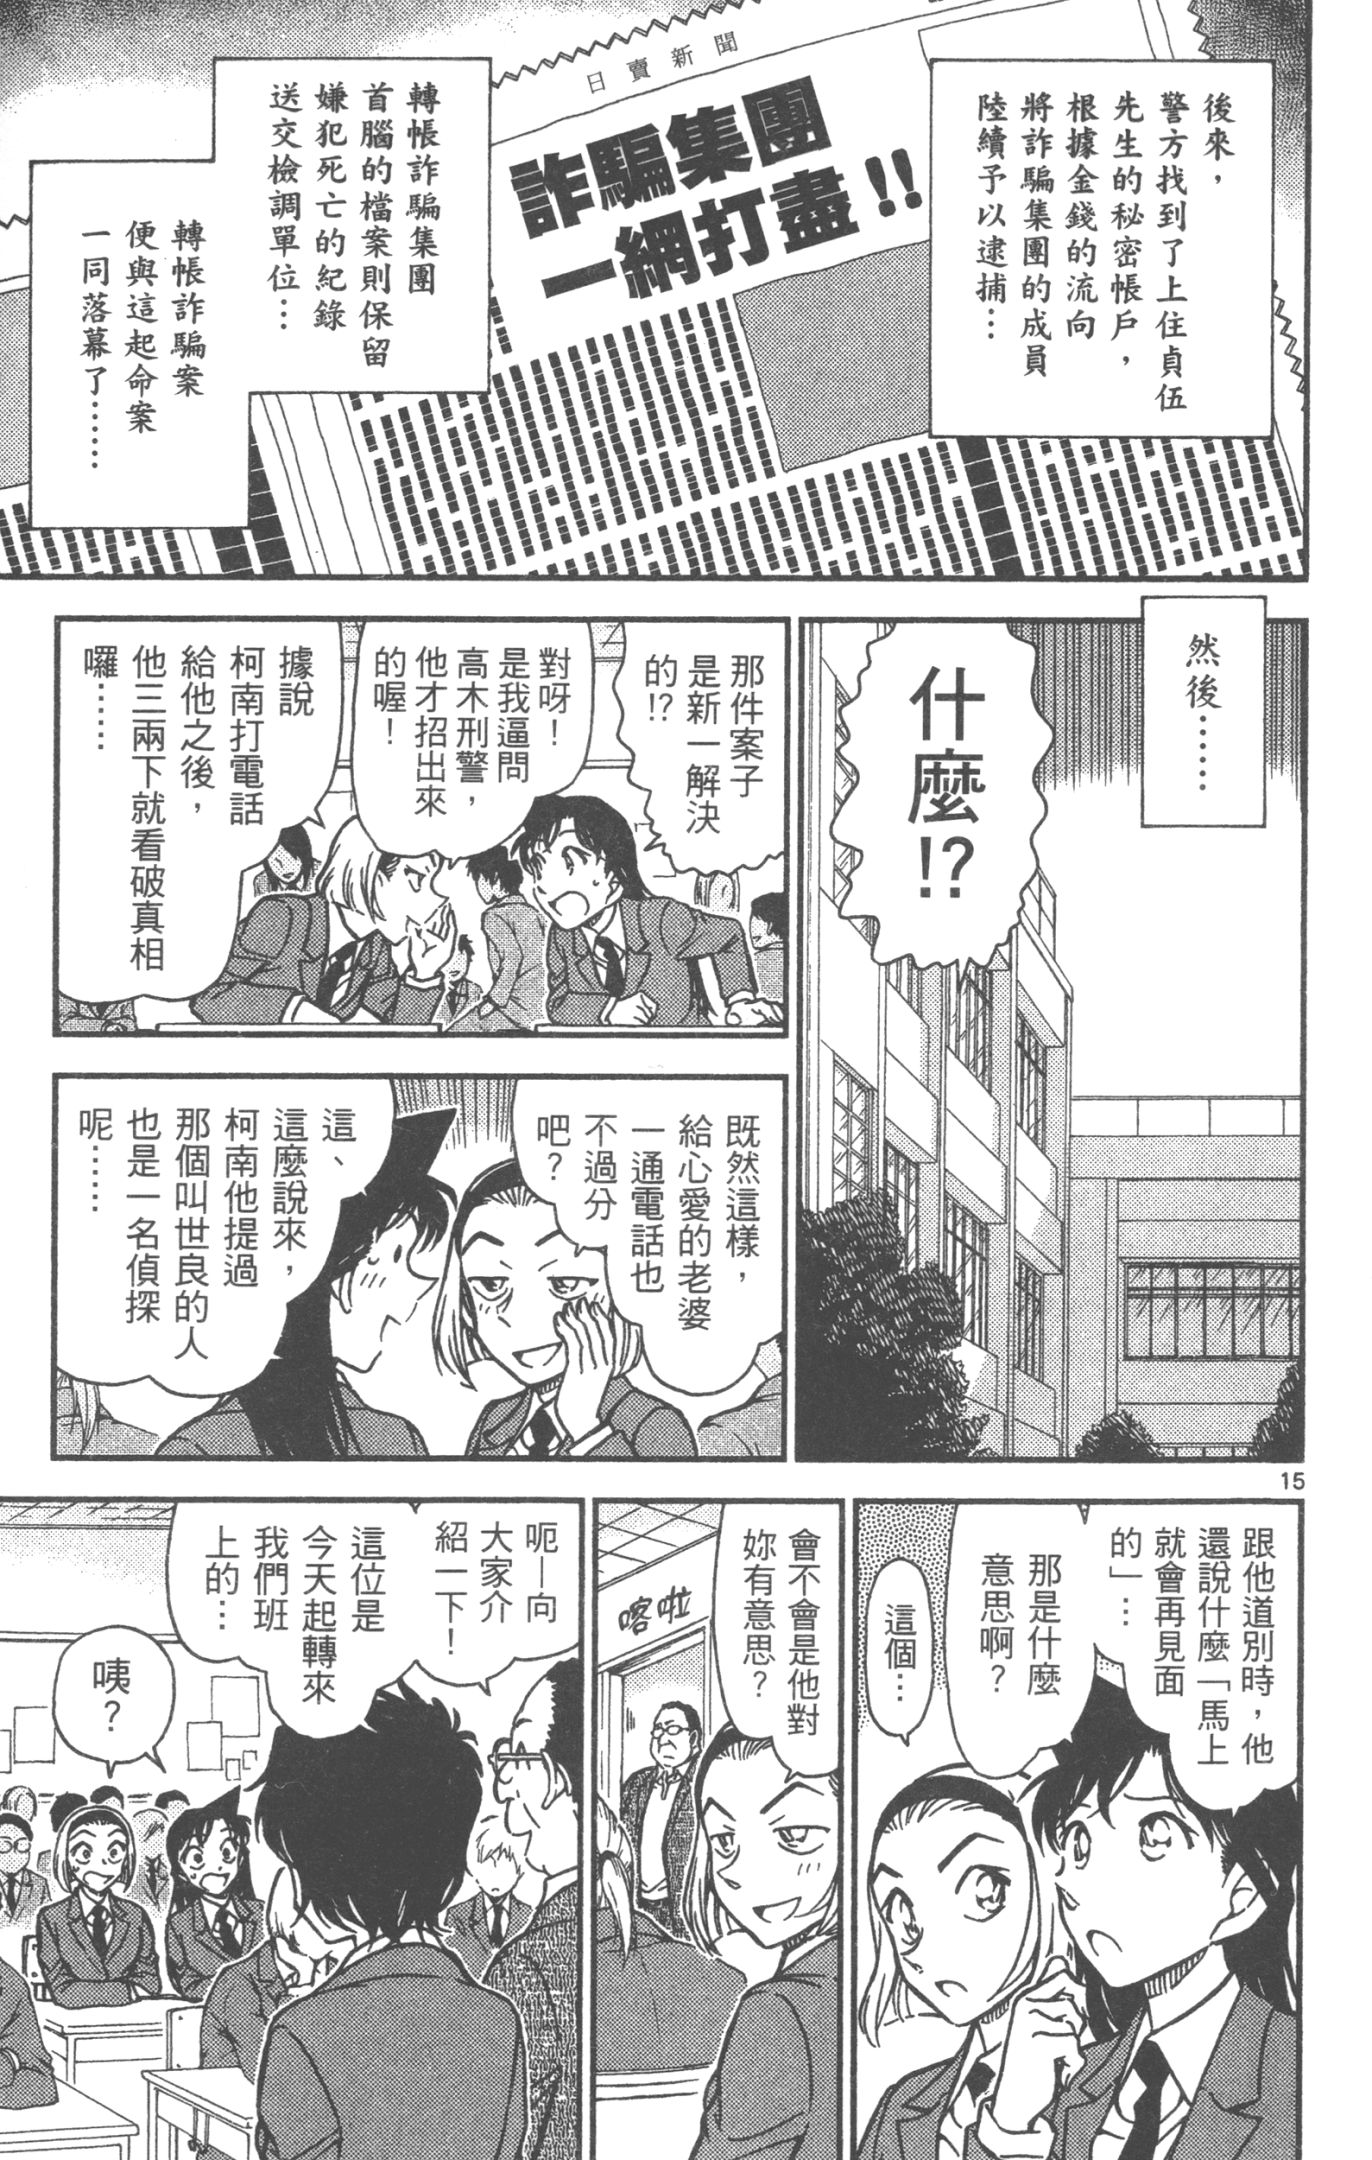 日賣新聞
詐騙集團
一網打盡!!
後來，
警方找到了上住貞伍
先生的秘密帳戶，
根據金錢的流向
將詐騙集團的成員
陸續予以逮捕…
轉帳詐騙集團
首腦的檔案則保留
嫌犯死亡的紀錄
送交檢調單位…
轉帳詐騙案
便與這起命案
一同落幕了……
然後……
什麼!?
那件案子
是新一解決
的!?
對呀！
是我逼問
高木刑警，
他才招出來
的喔！
據說
柯南打電話
給他之後，
他三兩下就看破真相
囉……
既然這樣，
給心愛的老婆
一通電話也
不過分
吧？
這、
這麼說來，
柯南他提過
那個叫世良的人
也是一名偵探
呢……
15
跟他道別時，他
還說什麼「馬上
就會再見面
的」…
那是什麼
意思啊？
這個…
會不會是他對
妳有意思？
喀啦
呃—向
大家介
紹一下！
這位是
今天起轉來
我們班
上的…
咦？